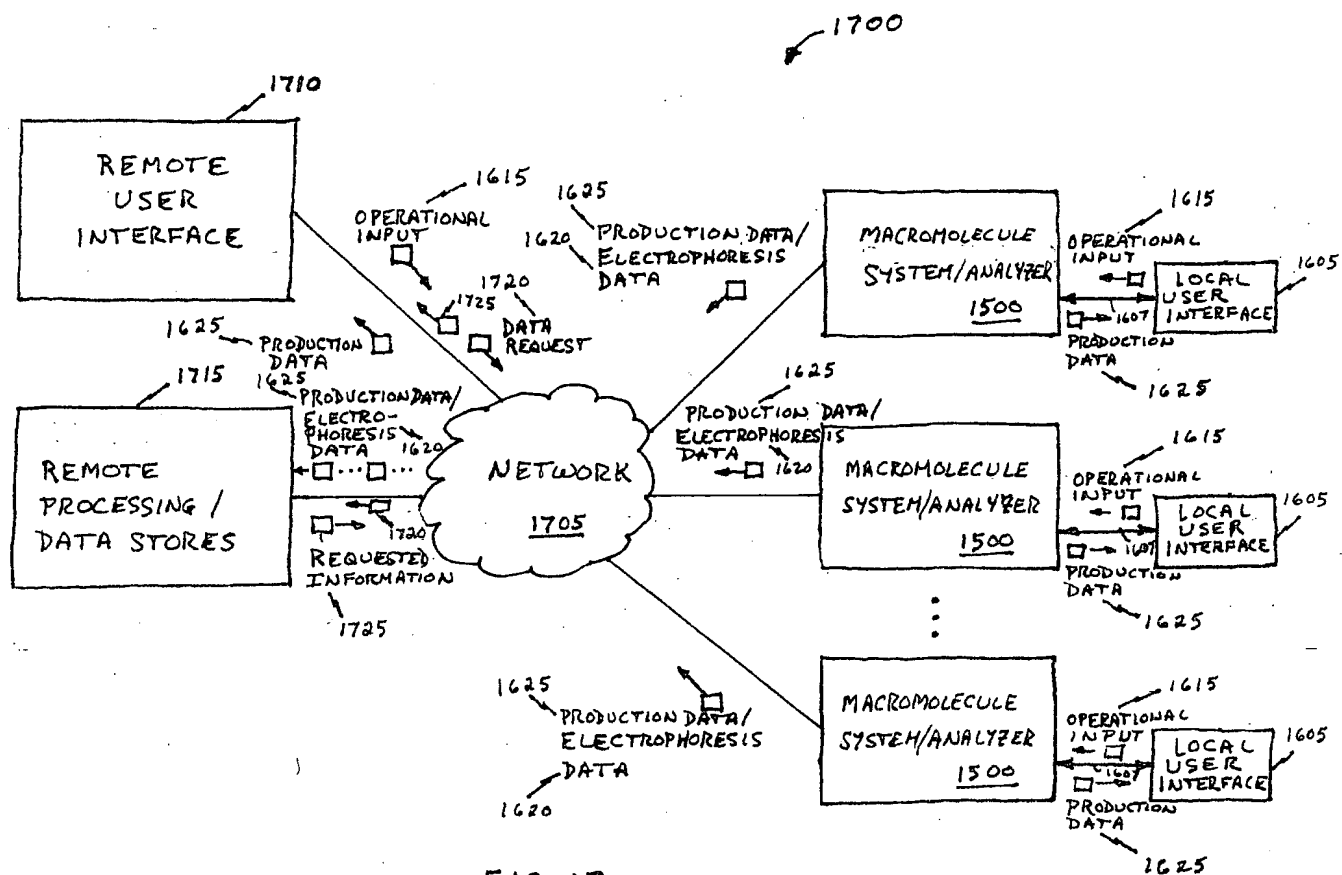 1700
1710
REMOTE
USER
INTERFACE
1615
OPERATIONAL
INPUT
1725
1720
DATA
REQUEST
1625
PRODUCTION
DATA
1715
REMOTE
PROCESSING /
DATA STORES
1625
PRODUCTION DATA/
ELECTRO-
PHORESIS
DATA
1620
1720
REQUESTED
INFORMATION
1725
NETWORK
1705
1625
PRODUCTION DATA/
1620
ELECTROPHORESIS
DATA
1625
PRODUCTION DATA/
ELECTROPHORESIS
DATA
1620
1625
PRODUCTION DATA/
ELECTROPHORESIS
DATA
1620
MACROMOLECULE
SYSTEM/ANALYZER
1500
1615
OPERATIONAL
INPUT
1607
PRODUCTION
DATA
1625
LOCAL
USER
INTERFACE
1605
MACROMOLECULE
SYSTEM/ANALYZER
1500
1615
OPERATIONAL
INPUT
1607
PRODUCTION
DATA
1625
LOCAL
USER
INTERFACE
1605
MACROMOLECULE
SYSTEM/ANALYZER
1500
1615
OPERATIONAL
INPUT
1607
PRODUCTION
DATA
1625
LOCAL
USER
INTERFACE
1605